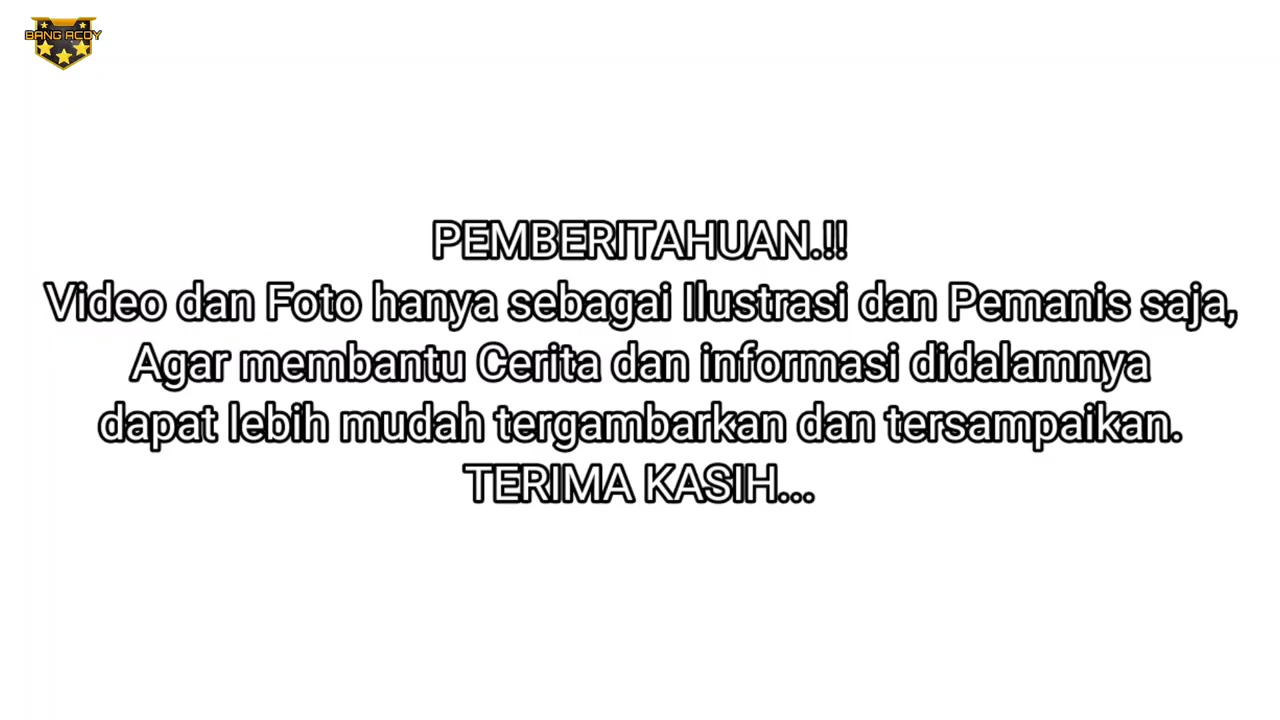 BANG ACOY
PEMBERITAHUAN.!!
Video dan Foto hanya sebagai Ilustrasi dan Pemanis saja,
Agar membantu Cerita dan informasi didalamnya
dapat lebih mudah tergambarkan dan tersampaikan.
TERIMA KASIH...